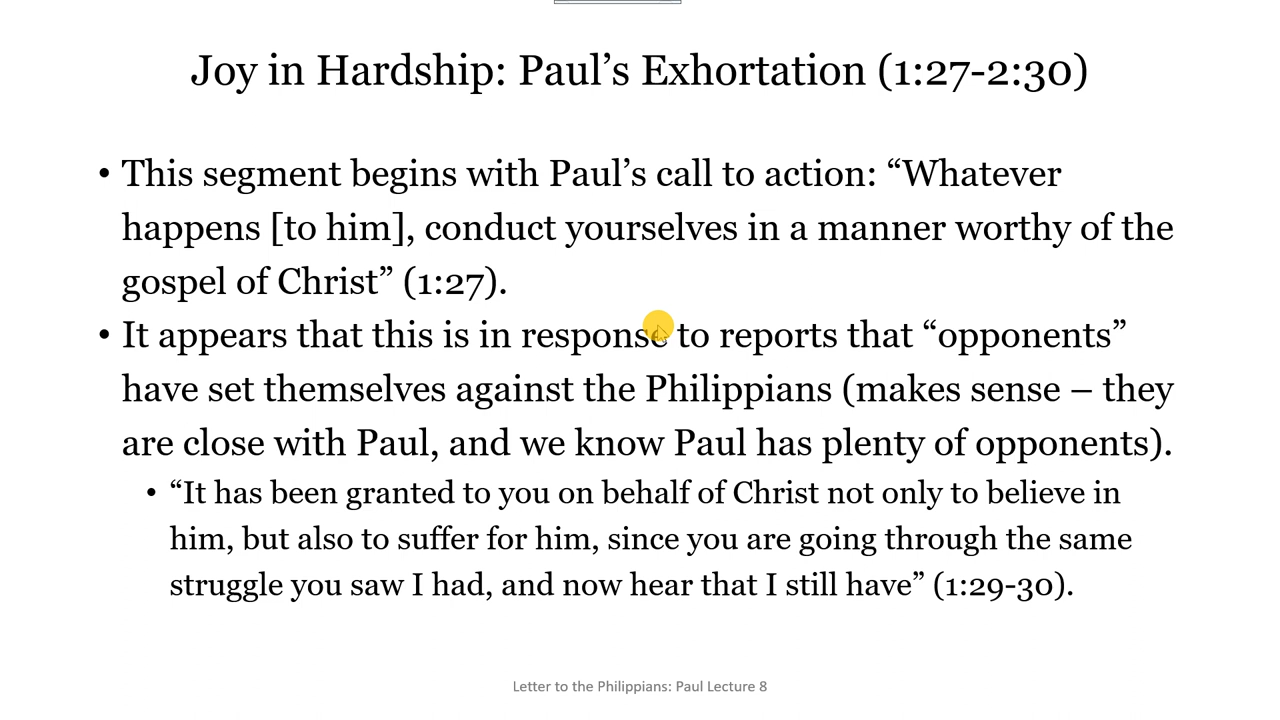 Joy in Hardship: Paul’s Exhortation (1:27-2:30)
• This segment begins with Paul’s call to action: “Whatever
happens [to him], conduct yourselves in a manner worthy of the
gospel of Christ” (1:27).
• It appears that this is in response to reports that “opponents”
have set themselves against the Philippians (makes sense – they
are close with Paul, and we know Paul has plenty of opponents).
• “It has been granted to you on behalf of Christ not only to believe in
him, but also to suffer for him, since you are going through the same
struggle you saw I had, and now hear that I still have” (1:29-30).
Letter to the Philippians: Paul Lecture 8